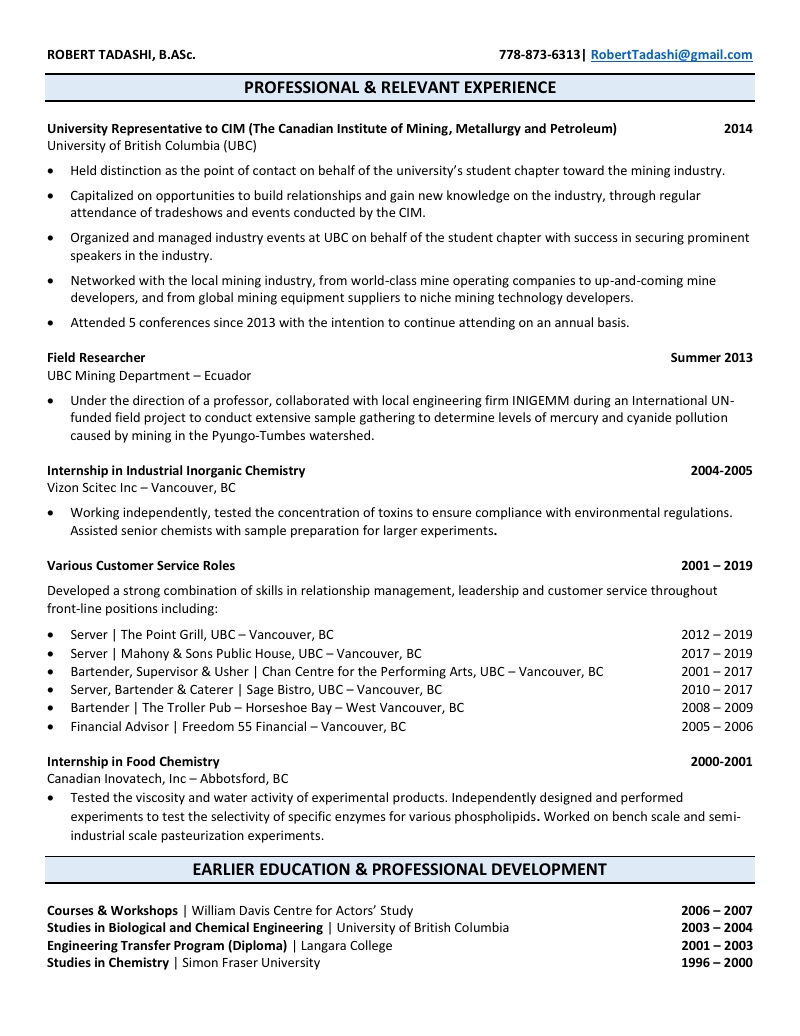 ROBERT TADASHI, B.ASc. 778-873-6313| RobertTadashi@gmail.com
PROFESSIONAL & RELEVANT EXPERIENCE
University Representative to CIM (The Canadian Institute of Mining, Metallurgy and Petroleum) 2014
University of British Columbia (UBC)
• Held distinction as the point of contact on behalf of the university's student chapter toward the mining industry.
• Capitalized on opportunities to build relationships and gain new knowledge on the industry, through regular
attendance of tradeshows and events conducted by the CIM.
• Organized and managed industry events at UBC on behalf of the student chapter with success in securing prominent
speakers in the industry.
• Networked with the local mining industry, from world-class mine operating companies to up-and-coming mine
developers, and from global mining equipment suppliers to niche mining technology developers.
• Attended 5 conferences since 2013 with the intention to continue attending on an annual basis.
Field Researcher Summer 2013
UBC Mining Department – Ecuador
• Under the direction of a professor, collaborated with local engineering firm INIGEMM during an International UN-
funded field project to conduct extensive sample gathering to determine levels of mercury and cyanide pollution
caused by mining in the Pyungo-Tumbes watershed.
Internship in Industrial Inorganic Chemistry 2004-2005
Vizon Scitec Inc – Vancouver, BC
• Working independently, tested the concentration of toxins to ensure compliance with environmental regulations.
Assisted senior chemists with sample preparation for larger experiments.
Various Customer Service Roles 2001 – 2019
Developed a strong combination of skills in relationship management, leadership and customer service throughout
front-line positions including:
• Server | The Point Grill, UBC – Vancouver, BC 2012 – 2019
• Server | Mahony & Sons Public House, UBC – Vancouver, BC 2017 – 2019
• Bartender, Supervisor & Usher | Chan Centre for the Performing Arts, UBC – Vancouver, BC 2001 – 2017
• Server, Bartender & Caterer | Sage Bistro, UBC – Vancouver, BC 2010 – 2017
• Bartender | The Troller Pub – Horseshoe Bay – West Vancouver, BC 2008 – 2009
• Financial Advisor | Freedom 55 Financial – Vancouver, BC 2005 – 2006
Internship in Food Chemistry 2000-2001
Canadian Inovatech, Inc – Abbotsford, BC
• Tested the viscosity and water activity of experimental products. Independently designed and performed
experiments to test the selectivity of specific enzymes for various phospholipids. Worked on bench scale and semi-
industrial scale pasteurization experiments.
EARLIER EDUCATION & PROFESSIONAL DEVELOPMENT
Courses & Workshops | William Davis Centre for Actors' Study 2006 – 2007
Studies in Biological and Chemical Engineering | University of British Columbia 2003 – 2004
Engineering Transfer Program (Diploma) | Langara College 2001 – 2003
Studies in Chemistry | Simon Fraser University 1996 – 2000